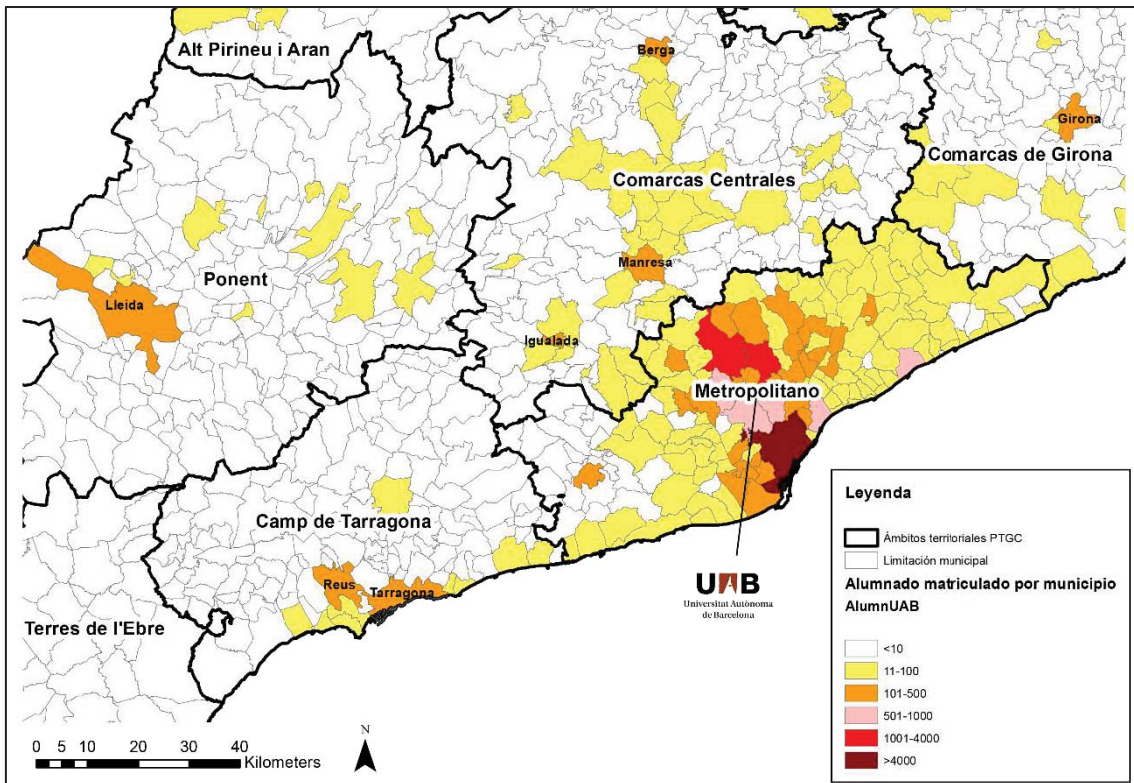 Alt Pirineu i Aran
Berga
Girona
Comarcas de Girona
Comarcas Centrales
Ponent
Manresa
Lleida
Igualada
Metropolitano
Camp de Tarragona
Reus
Tarragona
Terres de l'Ebre
UAB
Universitat Autònoma
de Barcelona
Leyenda
Ámbitos territoriales PTGC
Limitación municipal
Alumnado matriculado por municipio
AlumnUAB
<10
11-100
101-500
501-1000
1001-4000
>4000
N
0 5 10 20 30 40
Kilometers